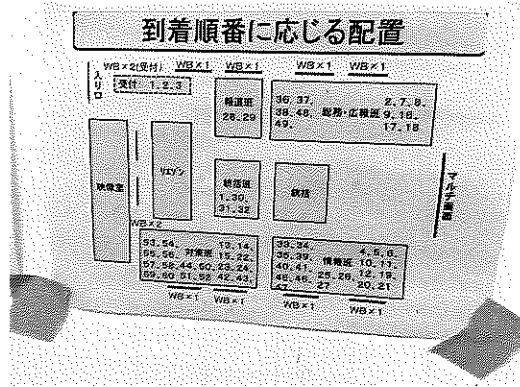 到着順番に応じる配置
入り口
WB×2(受付) WB×1 WB×1 WB×1 WB×1
受付 1.2.3
報道班
28.29
36.37.
38.48.
49.
総務・広報班
2.7.8.
9.16.
17.18
映像室
リエゾン
統括班
1.30.
31.32
統括
マルチ画面
WB×2
53.54.
55.56.
57.58.
59.60
対策班
44.50.
51.52
13.14.
15.22.
23.24.
42.43.
33.34.
35.39.
40.41.
45.46.
47.
情報班
25.26.
27
4.5.6.
10.11.
12.19.
20.21
WB×1 WB×1 WB×1 WB×1